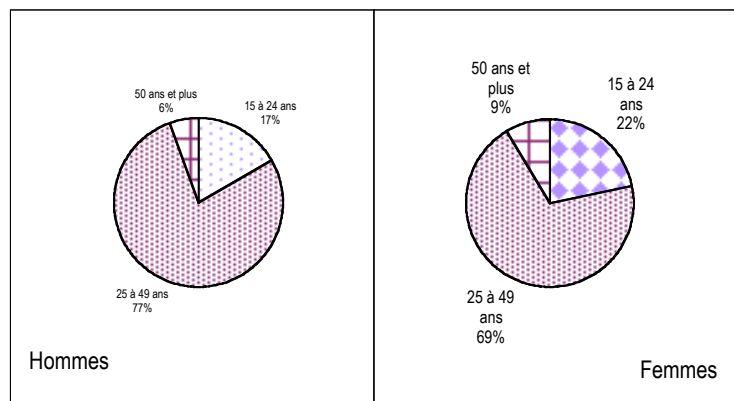 50 ans et plus
6%
15 à 24 ans
17%
25 à 49 ans
77%
Hommes
50 ans et
plus
9%
15 à 24
ans
22%
25 à 49
ans
69%
Femmes